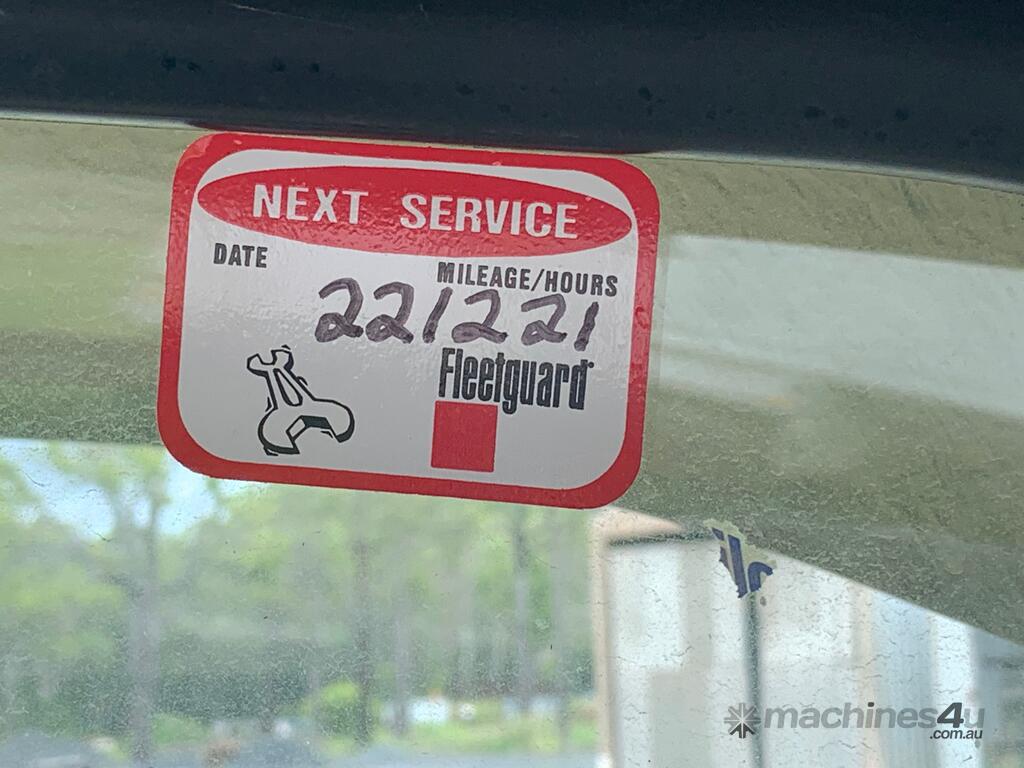 NEXT SERVICE
DATE
MILEAGE/HOURS
221221
Fleetguard
machines4u
.com.au